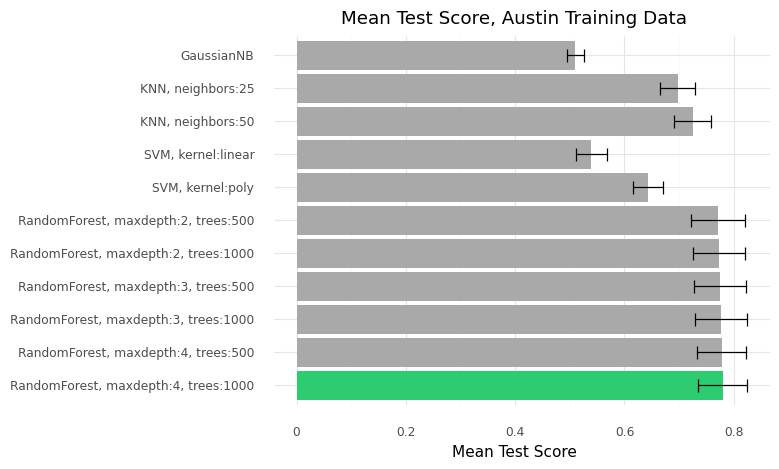 Mean Test Score, Austin Training Data
GaussianNB
KNN, neighbors:25
KNN, neighbors:50
SVM, kernel:linear
SVM, kernel:poly
RandomForest, maxdepth:2, trees:500
RandomForest, maxdepth:2, trees:1000
RandomForest, maxdepth:3, trees:500
RandomForest, maxdepth:3, trees:1000
RandomForest, maxdepth:4, trees:500
RandomForest, maxdepth:4, trees:1000
0 0.2 0.4 0.6 0.8
Mean Test Score